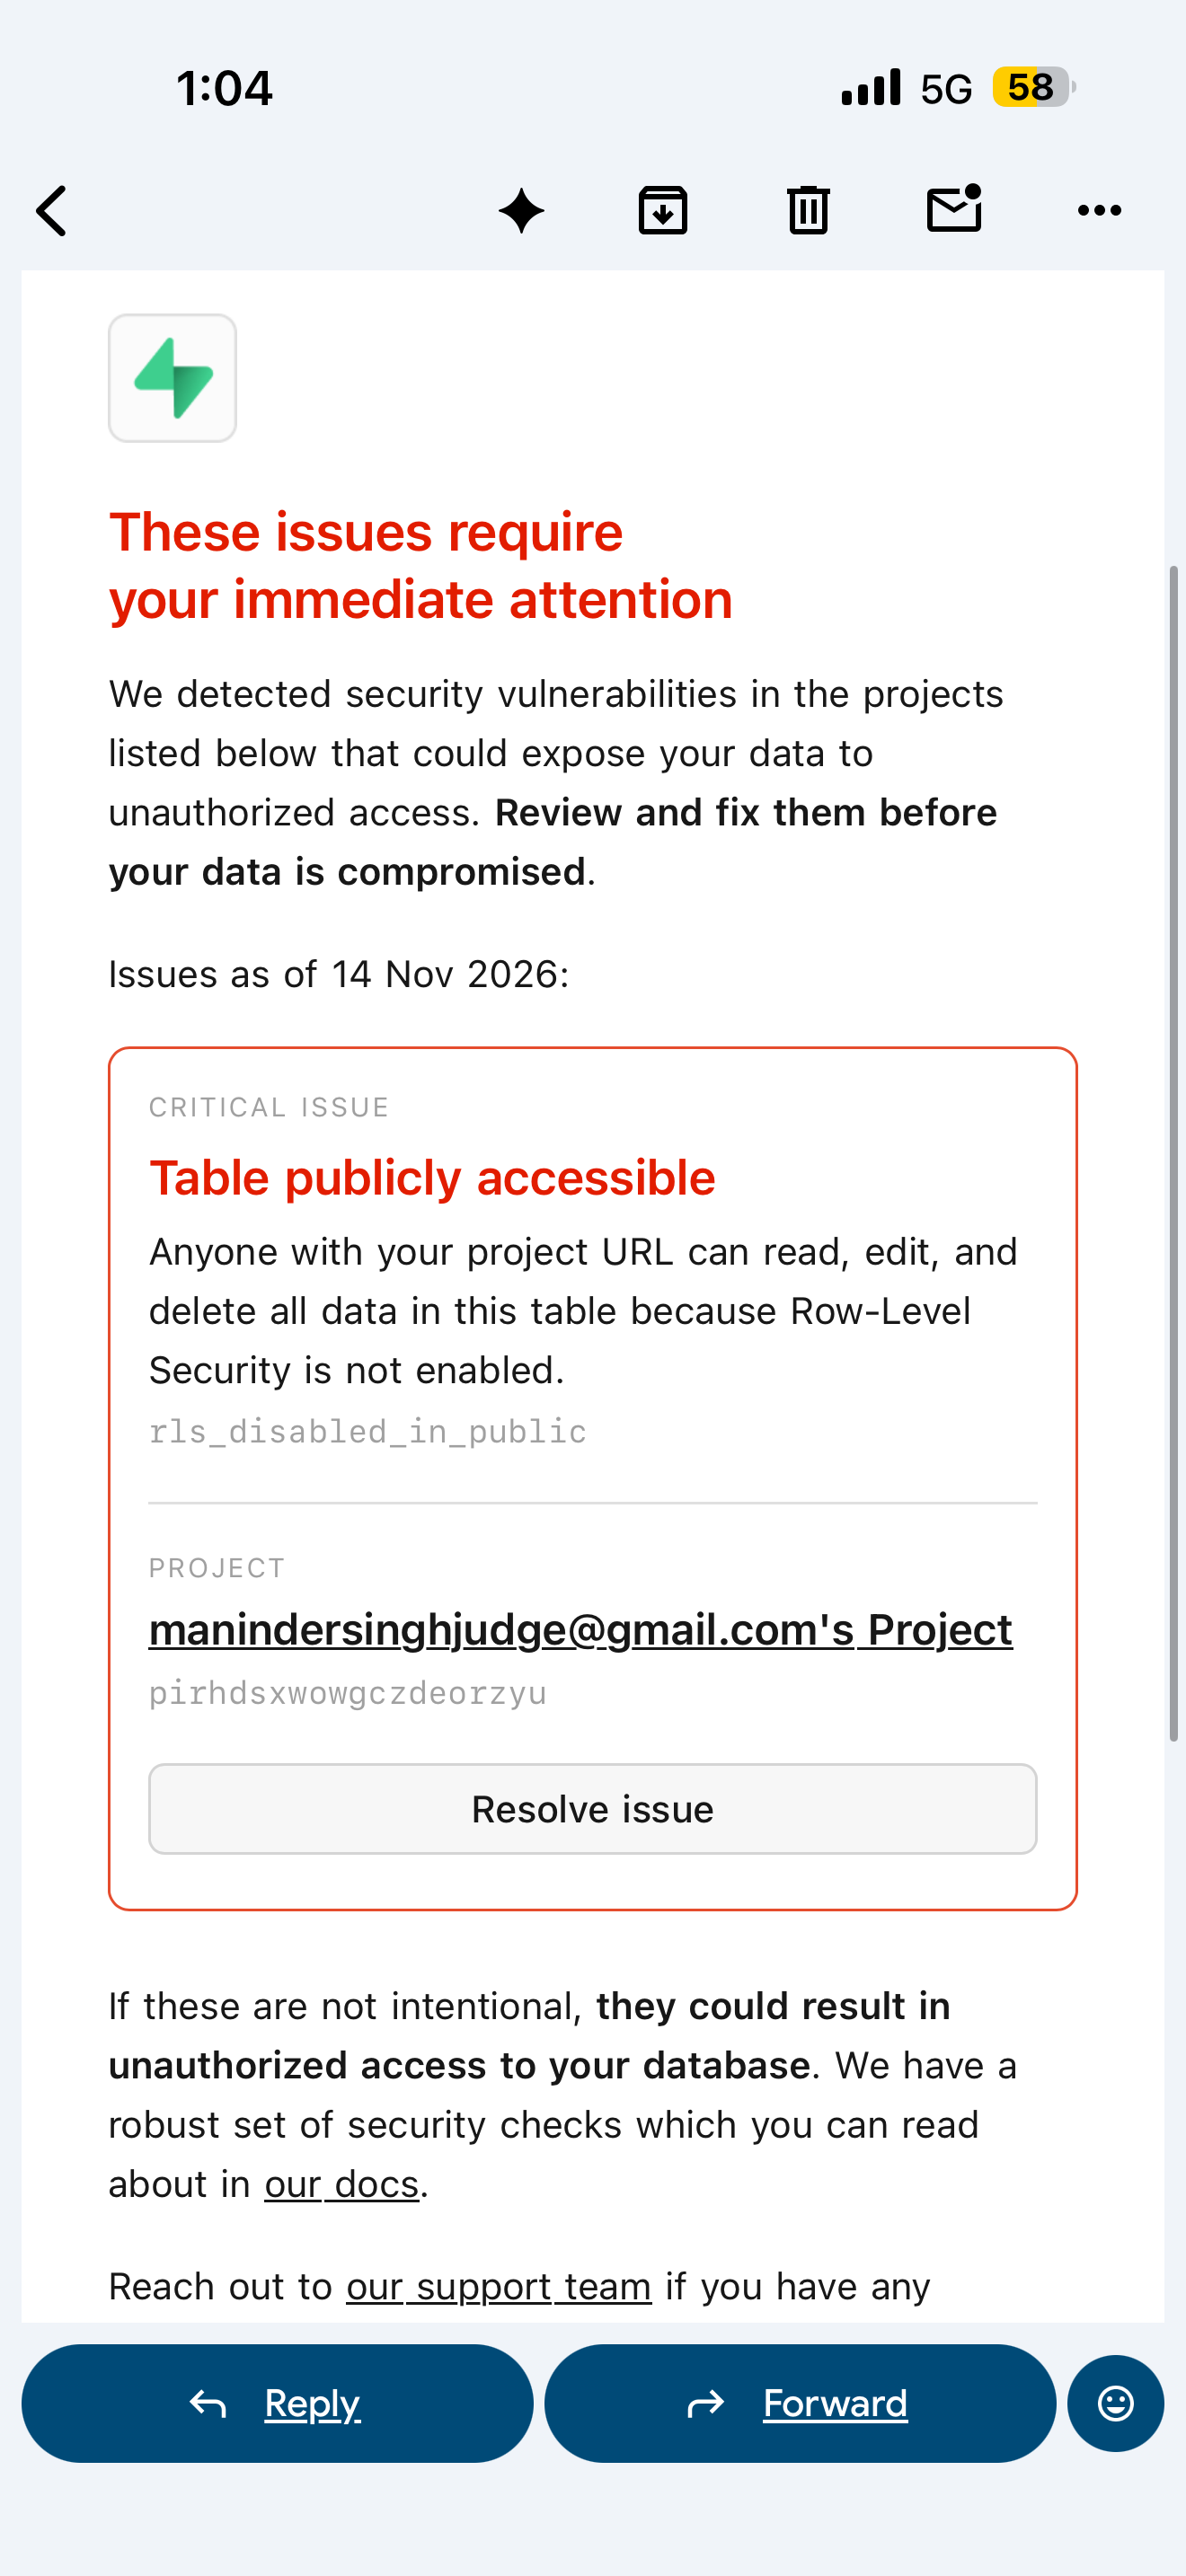 1:04
5G
58
These issues require
your immediate attention
We detected security vulnerabilities in the projects
listed below that could expose your data to
unauthorized access. Review and fix them before
your data is compromised.
Issues as of 14 Nov 2026:
CRITICAL ISSUE
Table publicly accessible
Anyone with your project URL can read, edit, and
delete all data in this table because Row-Level
Security is not enabled.
rls_disabled_in_public
PROJECT
manindersinghjudge@gmail.com's Project
pirhdsxwowgczdeorzyu
Resolve issue
If these are not intentional, they could result in
unauthorized access to your database. We have a
robust set of security checks which you can read
about in our docs.
Reach out to our support team if you have any
Reply
Forward